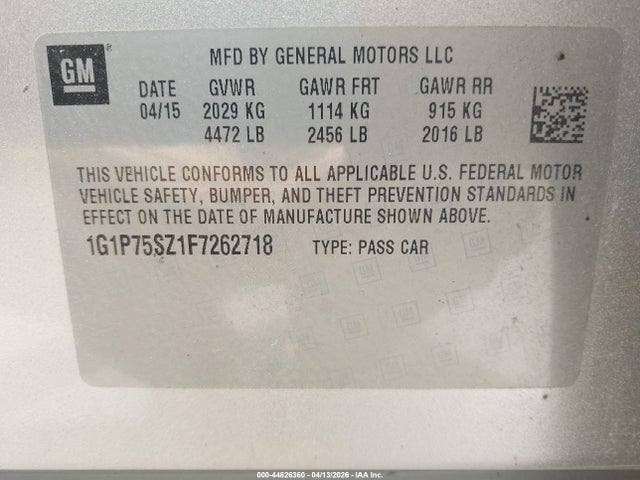 GM
MFD BY GENERAL MOTORS LLC
DATE GVWR GAWR FRT GAWR RR
04/15 2029 KG 1114 KG 915 KG
4472 LB 2456 LB 2016 LB
THIS VEHICLE CONFORMS TO ALL APPLICABLE U.S. FEDERAL MOTOR
VEHICLE SAFETY, BUMPER, AND THEFT PREVENTION STANDARDS IN
EFFECT ON THE DATE OF MANUFACTURE SHOWN ABOVE.
1G1P75SZ1F7262718 TYPE: PASS CAR
000-44826360 - 04/13/2026 - IAA Inc.